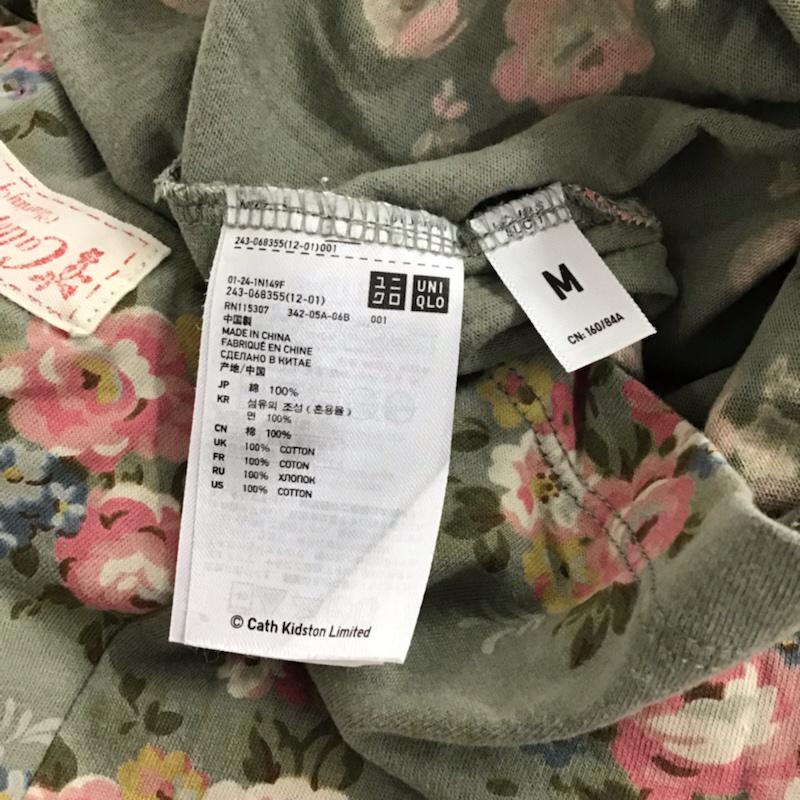 243-068355(12-01)001
01-24-1N149F
243-068355(12-01)
RN115307 342-05A-06B 001
ユニ
クロ
UNI
QLO
中国製
MADE IN CHINA
FABRIQUÉ EN CHINE
СДЕЛАНО В КИТАЕ
产地/中国
JP 綿 100%
KR 섬유의 조성 (혼용율)
면 100%
CN 棉 100%
UK 100% COTTON
FR 100% COTON
RU 100% ХЛОПОК
US 100% COTTON
© Cath Kidston Limited
M
CN: 160/84A